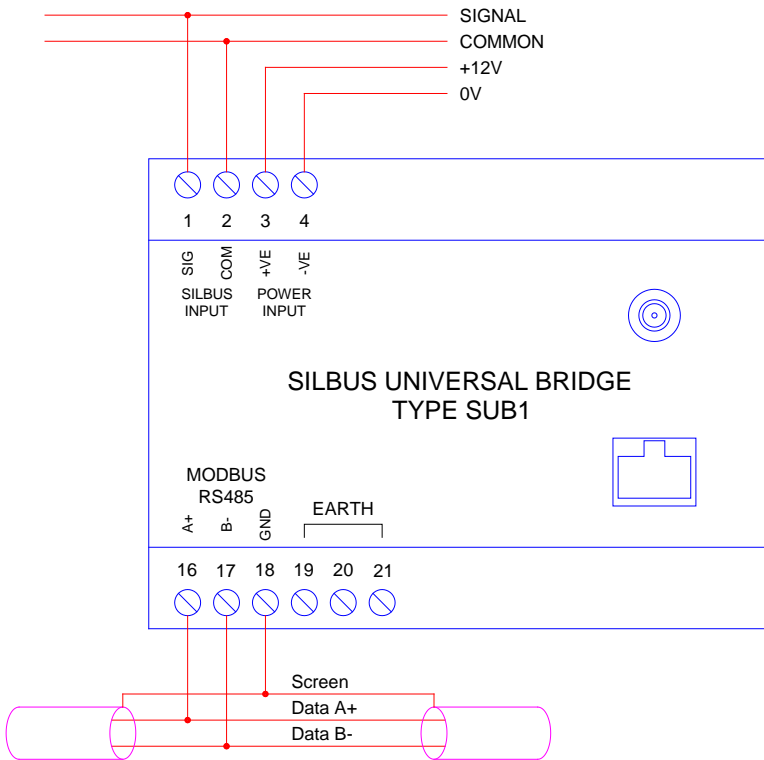 SIGNAL
COMMON
+12V
0V
1 2 3 4
SIG COM +VE -VE
SILBUS INPUT
POWER INPUT
SILBUS UNIVERSAL BRIDGE
TYPE SUB1
MODBUS
RS485
A+ B- GND
EARTH
16 17 18 19 20 21
Screen
Data A+
Data B-